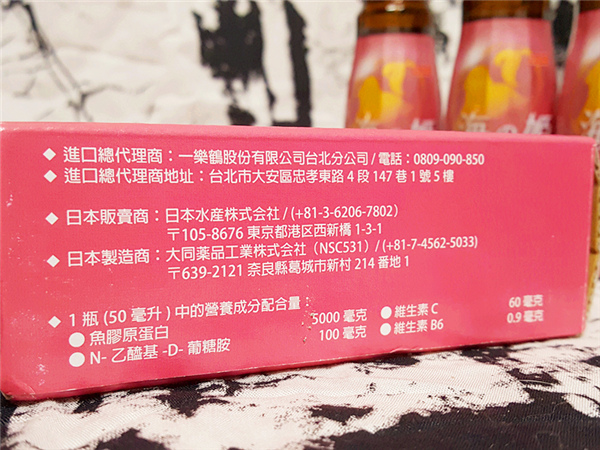 ◆ 進口總代理商：一樂鶴股份有限公司台北分公司 / 電話：0809-090-850
◆ 進口總代理商地址：台北市大安區忠孝東路 4 段 147 巷 1 號 5 樓
◆ 日本販賣商：日本水産株式会社 / (+81-3-6206-7802)
〒105-8676 東京都港区西新橋 1-3-1
◆ 日本製造商：大同薬品工業株式会社（NSC531）/ (+81-7-4562-5033)
〒639-2121 奈良縣葛城市新村 214 番地 1
◆ 1 瓶 (50 毫升 ) 中的營養成分配合量：
● 魚膠原蛋白 5000 毫克 ● 維生素 C 60 毫克
● N- 乙醯基 -D- 葡糖胺 100 毫克 ● 維生素 B6 0.9 毫克